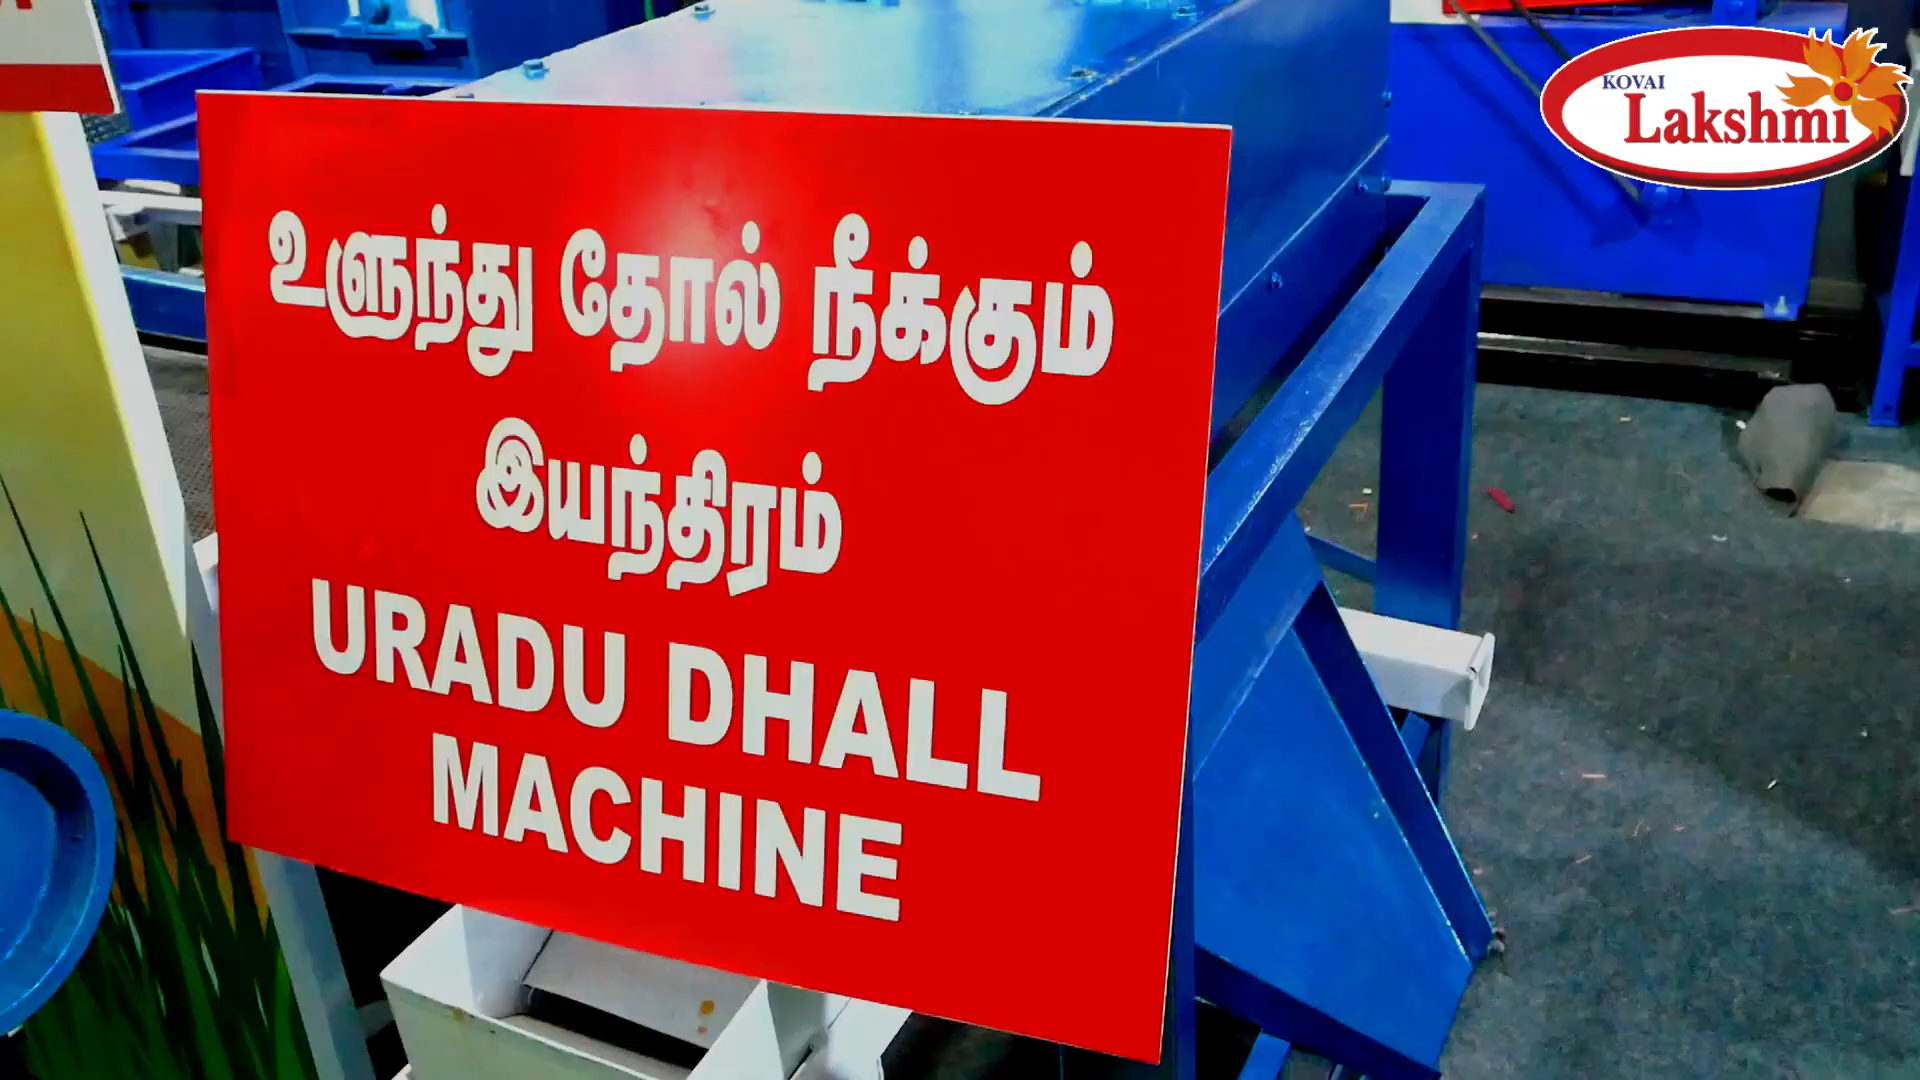 KOVAI
Lakshmi
உளுந்து தோல் நீக்கும்
இயந்திரம்
URADU DHALL
MACHINE